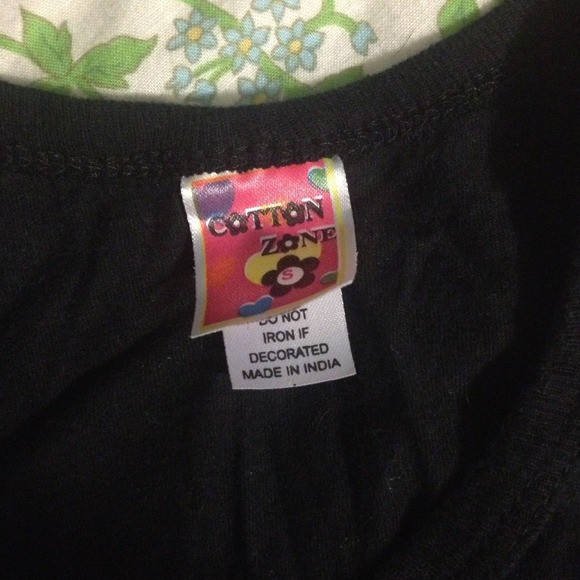 COTTON
ZONE
S
DO NOT
IRON IF
DECORATED
MADE IN INDIA